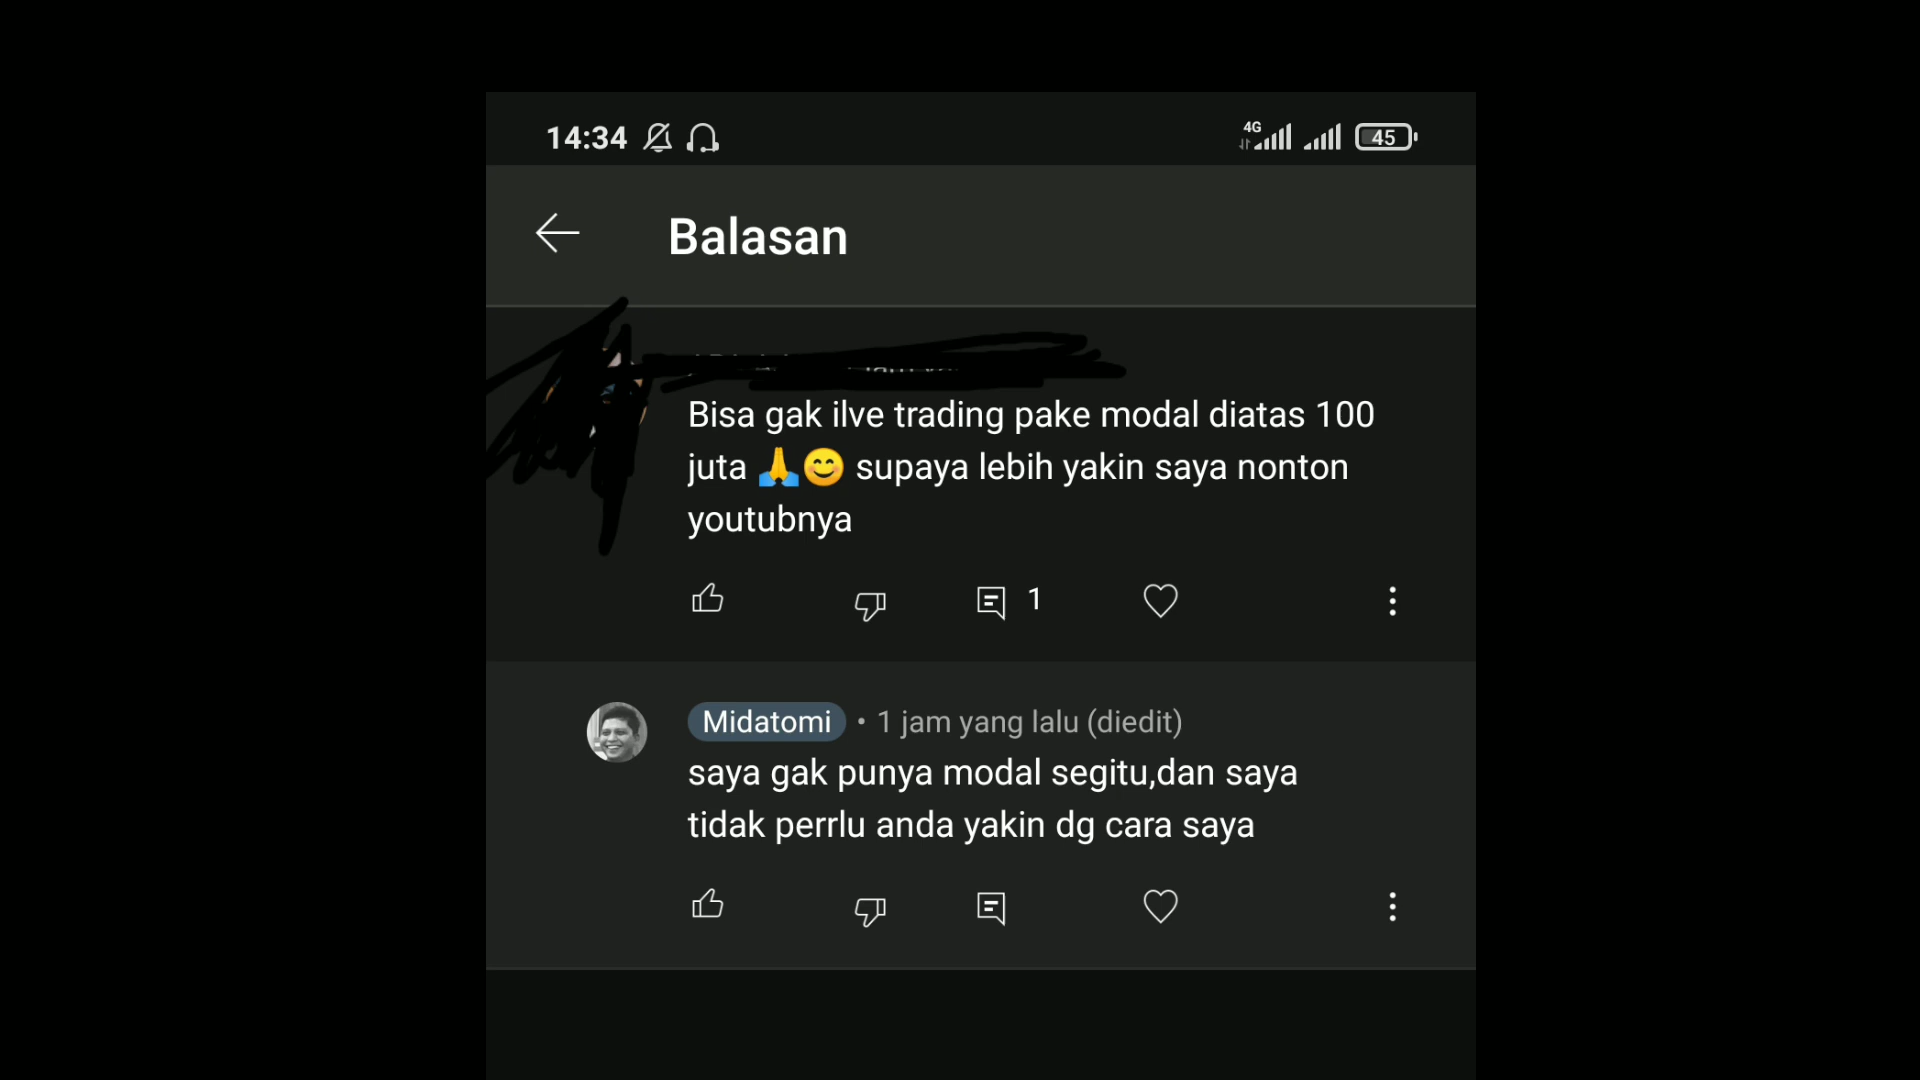 14:34
4G
45
Balasan
Bisa gak ilve trading pake modal diatas 100
juta 🙏😊 supaya lebih yakin saya nonton
youtubnya
1
Midatomi • 1 jam yang lalu (diedit)
saya gak punya modal segitu,dan saya
tidak perrlu anda yakin dg cara saya